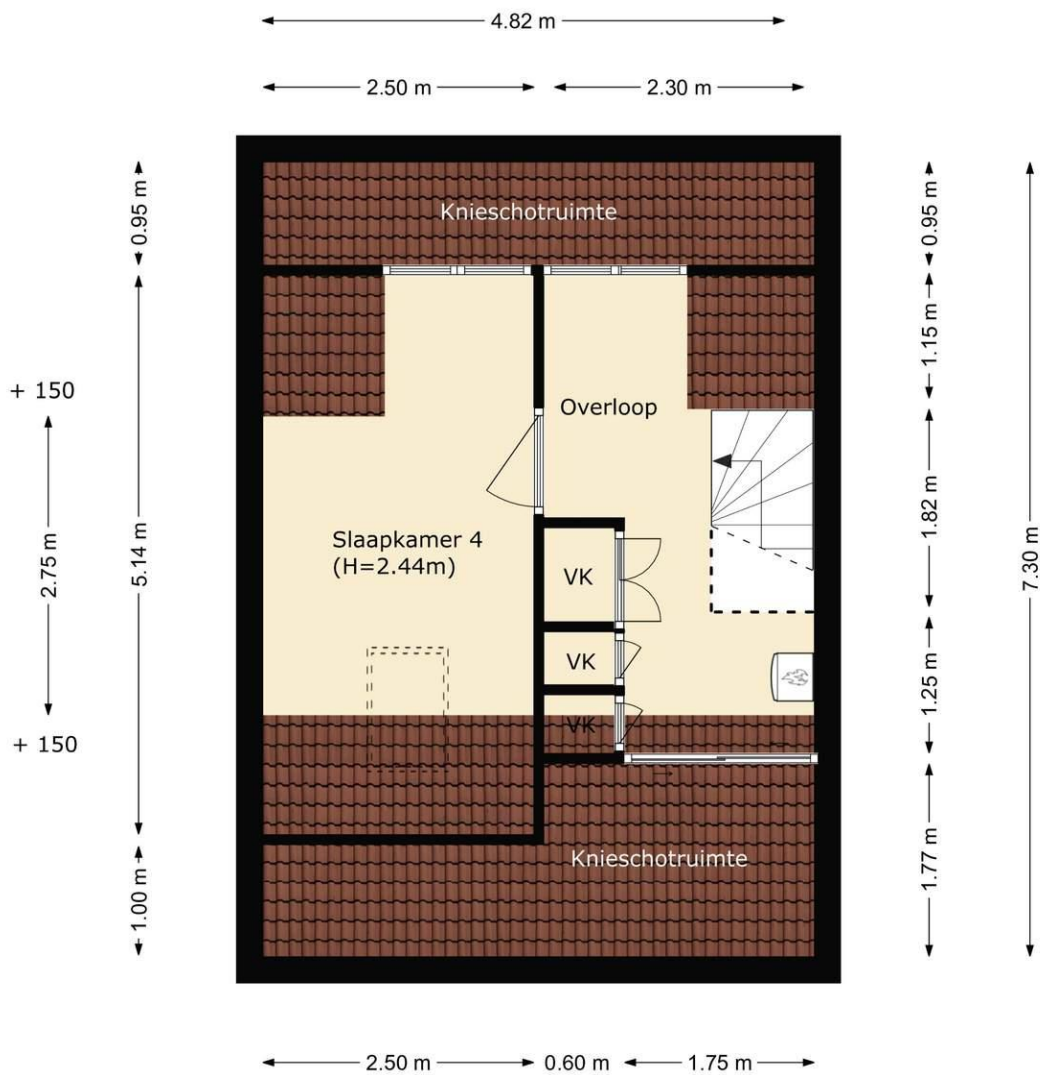 4.82 m
2.50 m
2.30 m
0.95 m
0.95 m
Knieschotruimte
1.15 m
+ 150
Overloop
1.82 m
2.75 m
5.14 m
7.30 m
Slaapkamer 4
(H=2.44m)
VK
VK
1.25 m
VK
+ 150
1.77 m
Knieschotruimte
1.00 m
2.50 m
0.60 m
1.75 m